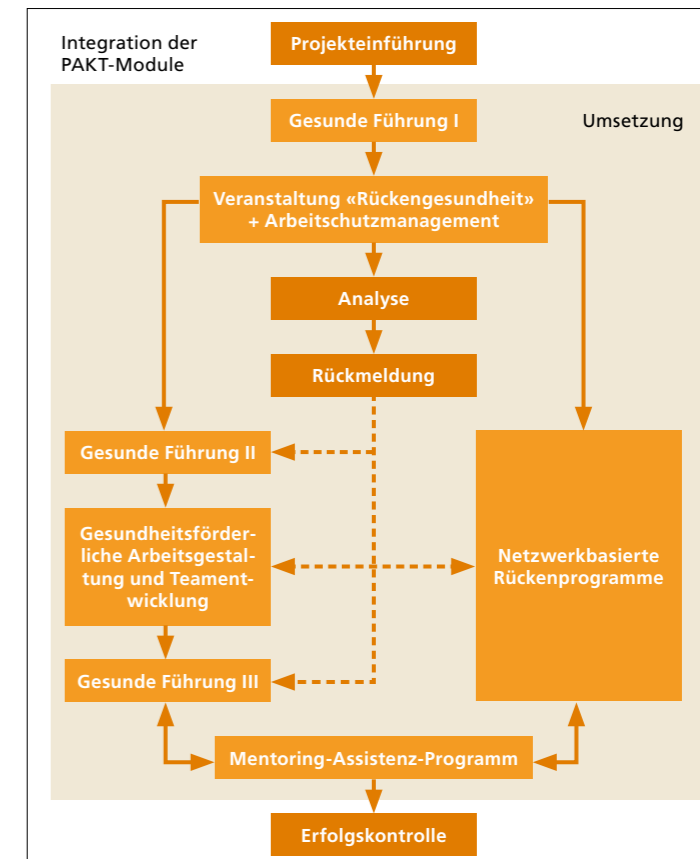 Integration der
PAKT-Module
Projekteinführung
Umsetzung
Gesunde Führung I
Veranstaltung «Rückengesundheit»
+ Arbeitschutzmanagement
Analyse
Rückmeldung
Gesunde Führung II
Gesundheitsförder-
liche Arbeitsgestal-
tung und Teament-
wicklung
Netzwerkbasierte
Rückenprogramme
Gesunde Führung III
Mentoring-Assistenz-Programm
Erfolgskontrolle